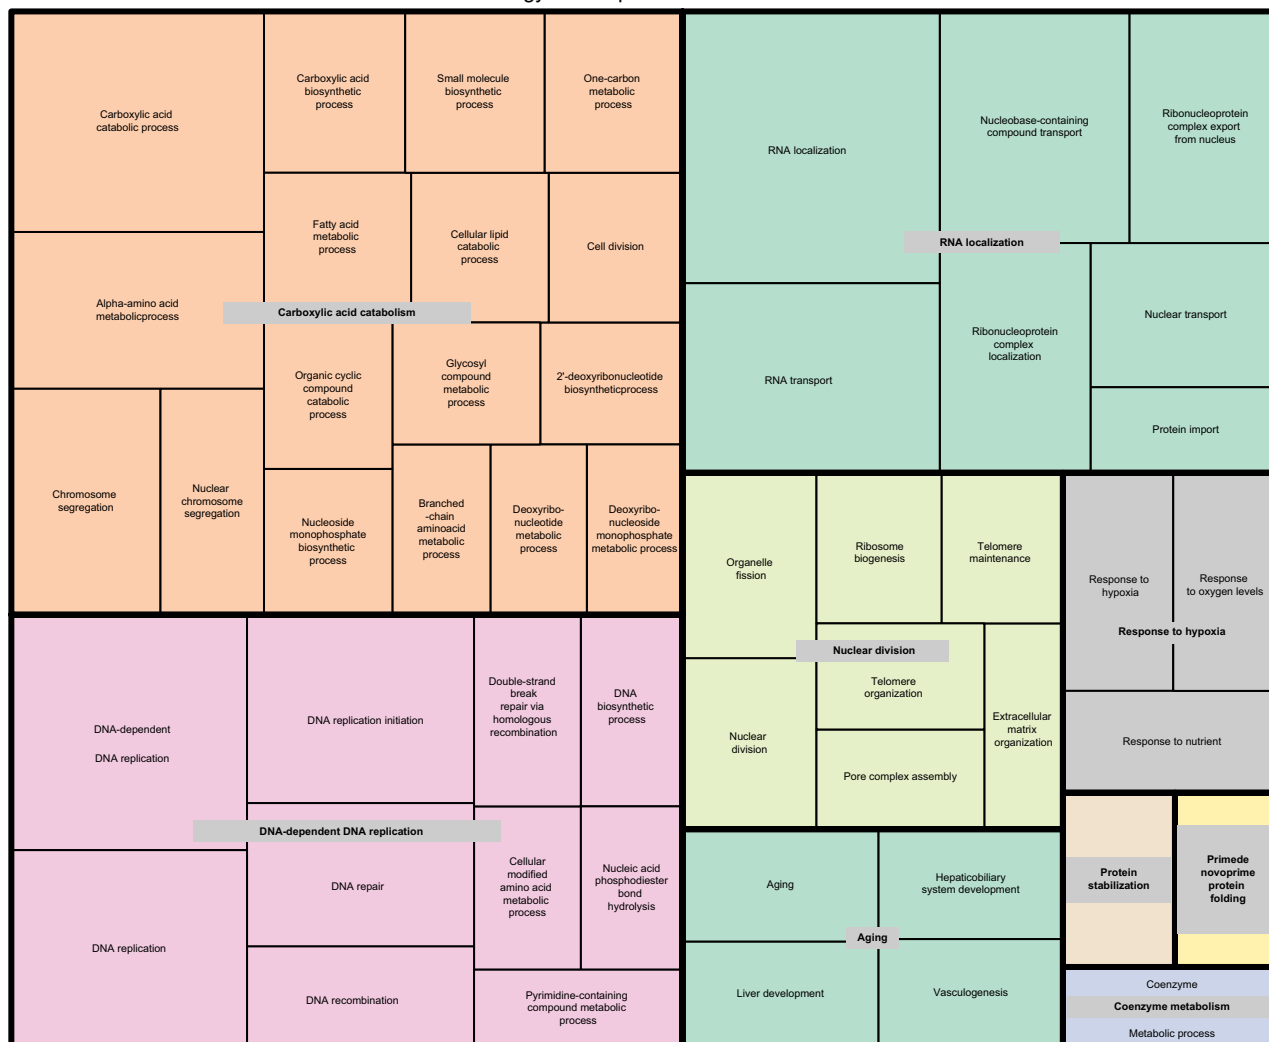 Carboxylic acid
catabolic process
Carboxylic acid
biosynthetic
process
Small molecule
biosynthetic
process
One-carbon
metabolic
process
Alpha-amino acid
metabolicprocess
Fatty acid
metabolic
process
Cellular lipid
catabolic
process
Cell division
Carboxylic acid catabolism
Organic cyclic
compound
catabolic
process
Glycosyl
compound
metabolic
process
2'-deoxyribonucleotide
biosyntheticprocess
Chromosome
segregation
Nuclear
chromosome
segregation
Nucleoside
monophosphate
biosynthetic
process
Branched
-chain
aminoacid
metabolic
process
Deoxyribo-
nucleotide
metabolic
process
Deoxyribo-
nucleoside
monophosphate
metabolic process
RNA localization
Nucleobase-containing
compound transport
Ribonucleoprotein
complex export
from nucleus
RNA localization
RNA transport
Ribonucleoprotein
complex
localization
Nuclear transport
Protein import
DNA-dependent
DNA replication
DNA replication initiation
Double-strand
break
repair via
homologous
recombination
DNA
biosynthetic
process
DNA-dependent DNA replication
DNA replication
DNA repair
Cellular
modified
amino acid
metabolic
process
Nucleic acid
phosphodiester
bond
hydrolysis
DNA recombination
Pyrimidine-containing
compound metabolic
process
Organelle
fission
Ribosome
biogenesis
Telomere
maintenance
Nuclear division
Nuclear
division
Telomere
organization
Extracellular
matrix
organization
Pore complex assembly
Response to
hypoxia
Response
to oxygen levels
Response to hypoxia
Response to nutrient
Aging
Hepaticobiliary
system development
Aging
Liver development
Vasculogenesis
Protein
stabilization
Primede
novoprime
protein
folding
Coenzyme
Coenzyme metabolism
Metabolic process